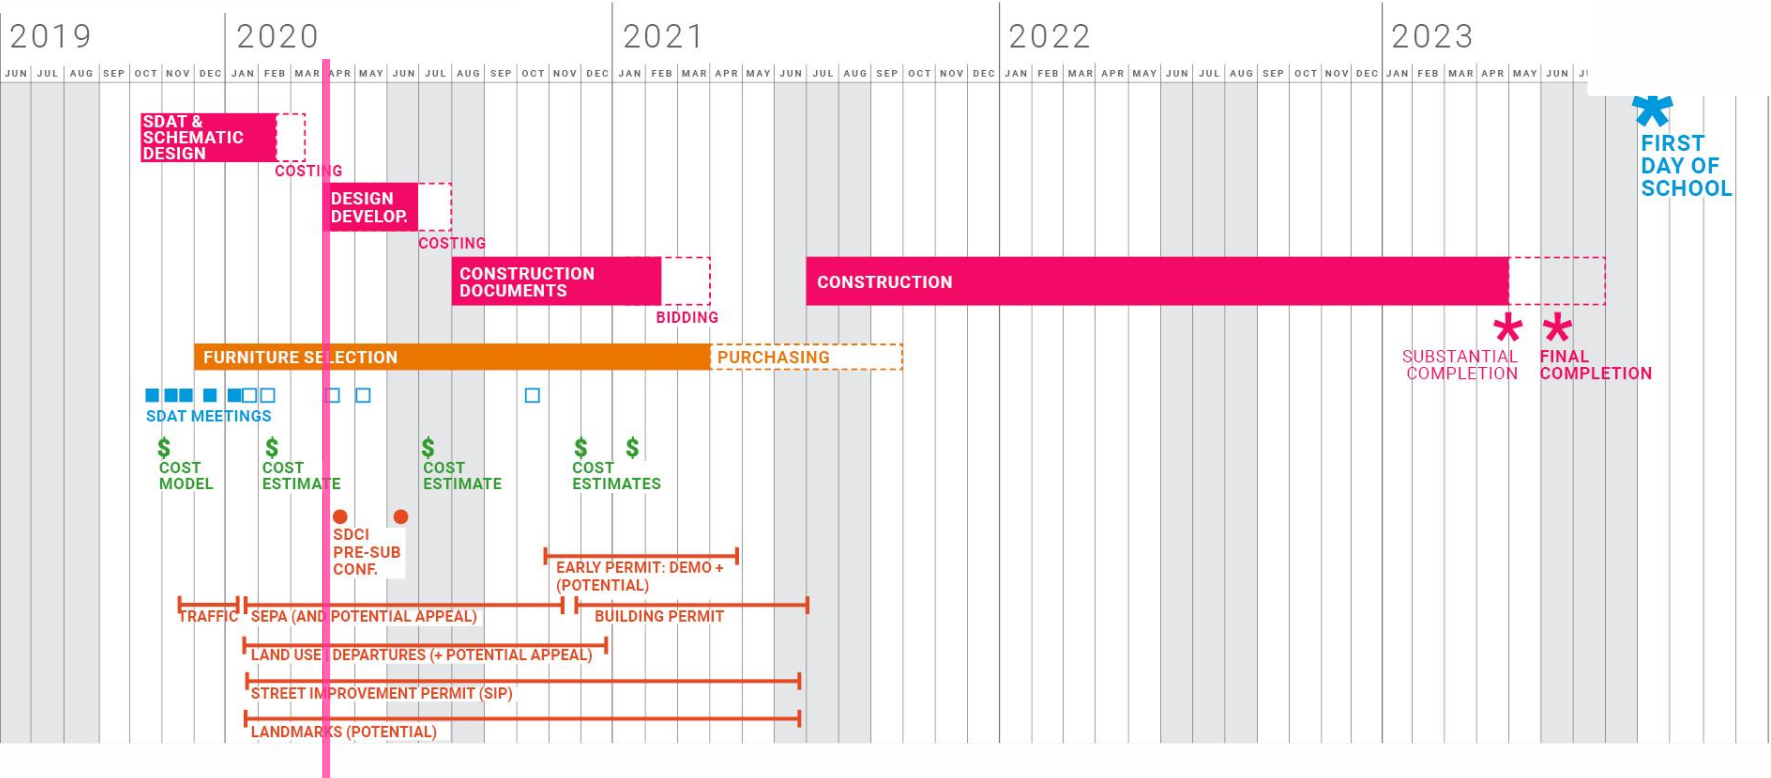 2019 2020 2021 2022 2023
JUN JUL AUG SEP OCT NOV DEC JAN FEB MAR APR MAY JUN JUL AUG SEP OCT NOV DEC JAN FEB MAR APR MAY JUN JUL AUG SEP OCT NOV DEC JAN FEB MAR APR MAY JUN JUL AUG SEP OCT NOV DEC JAN FEB MAR APR MAY JUN
SDAT &
SCHEMATIC
DESIGN
COSTING
FIRST
DAY OF
SCHOOL
DESIGN
DEVELOP.
COSTING
CONSTRUCTION
DOCUMENTS
BIDDING
CONSTRUCTION
SUBSTANTIAL
COMPLETION
FINAL
COMPLETION
FURNITURE SELECTION
PURCHASING
SDAT MEETINGS
$ $ $ $ $
COST
MODEL
COST
ESTIMATE
COST
ESTIMATE
COST
ESTIMATES
SDCI
PRE-SUB
CONF.
EARLY PERMIT: DEMO +
(POTENTIAL)
TRAFFIC
SEPA (AND POTENTIAL APPEAL)
BUILDING PERMIT
LAND USE DEPARTURES (+ POTENTIAL APPEAL)
STREET IMPROVEMENT PERMIT (SIP)
LANDMARKS (POTENTIAL)